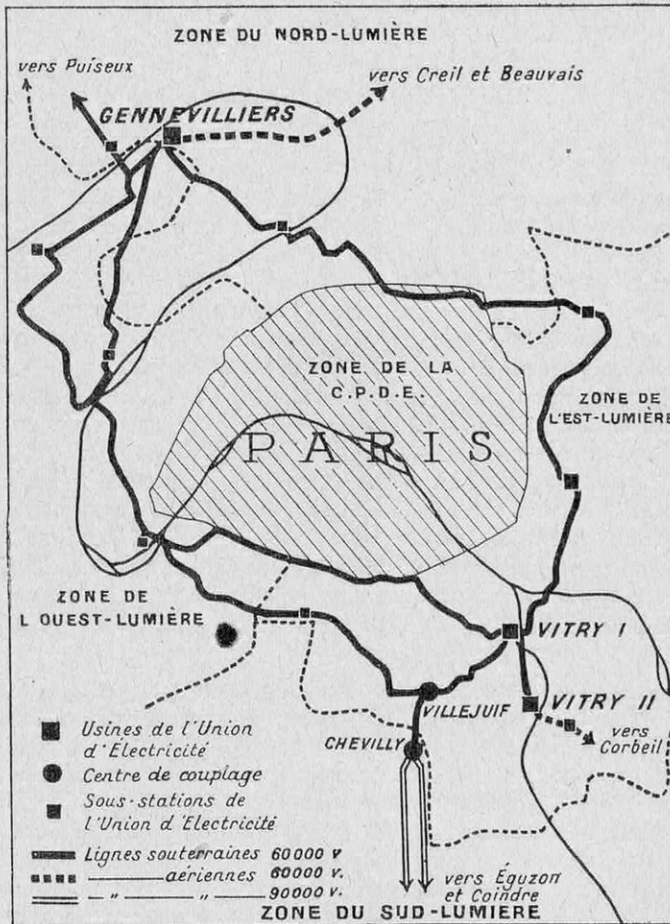 ZONE DU NORD-LUMIÈRE
vers Puiseux
vers Creil et Beauvais
GENNEVILLIERS
ZONE DE LA
C.P.D.E.
PARIS
ZONE DE
L'EST-LUMIÈRE
ZONE DE
L OUEST-LUMIÈRE
VITRY I
VILLEJUIF
VITRY II
CHEVILLY
vers
Corbeil
Usines de l'Union
d'Électricité
Centre de couplage
Sous-stations de
l'Union d'Electricité
Lignes souterraines 60000 v
aériennes 60000 v.
" " 90000 v.
vers Éguzon
et Coindre
ZONE DU SUD-LUMIÈRE